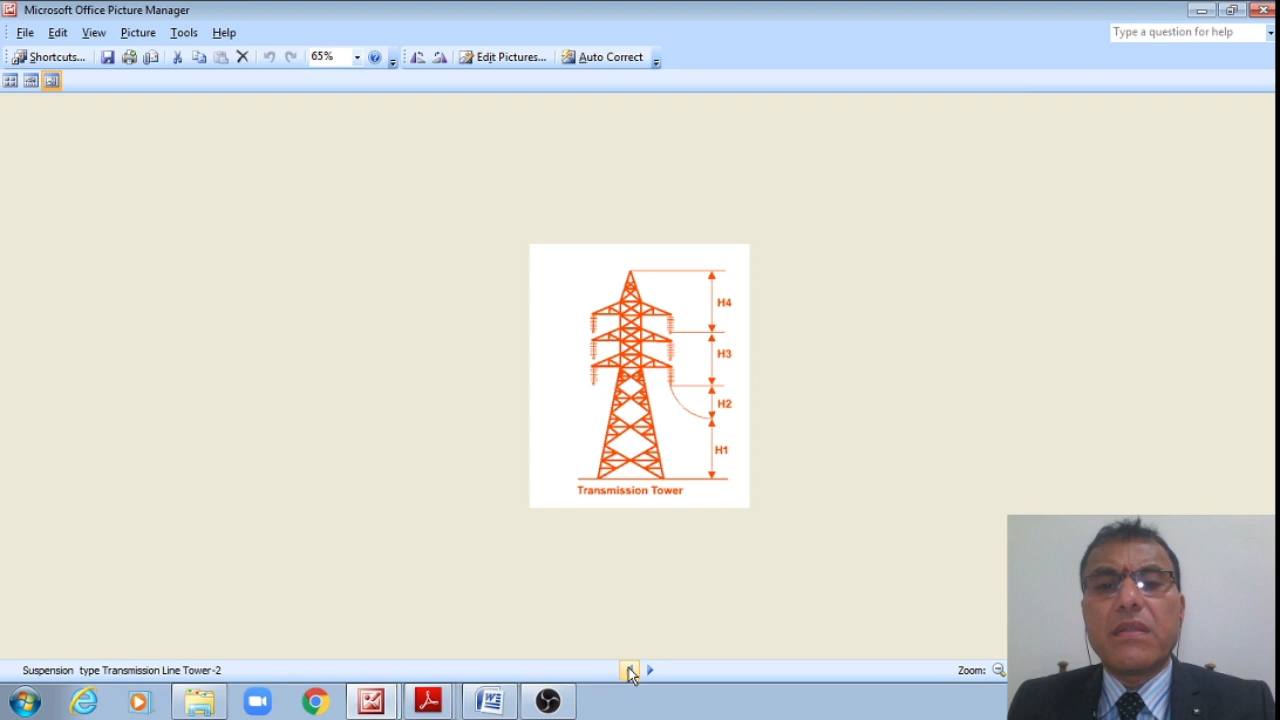 Microsoft Office Picture Manager
File Edit View Picture Tools Help
Type a question for help
Shortcuts... 65% Edit Pictures... Auto Correct
H4
H3
H2
H1
Transmission Tower
Suspension type Transmission Line Tower-2
Zoom: